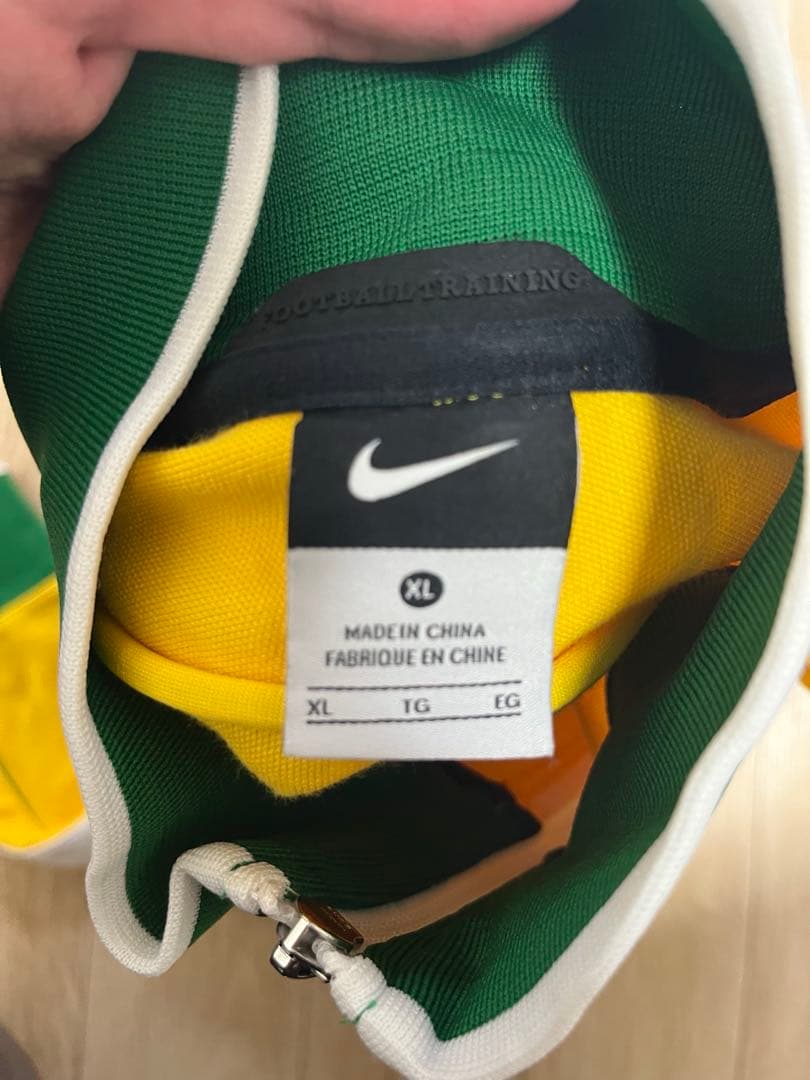 FOOTBALL TRAINING
XL
MADE IN CHINA
FABRIQUE EN CHINE
XL TG EG